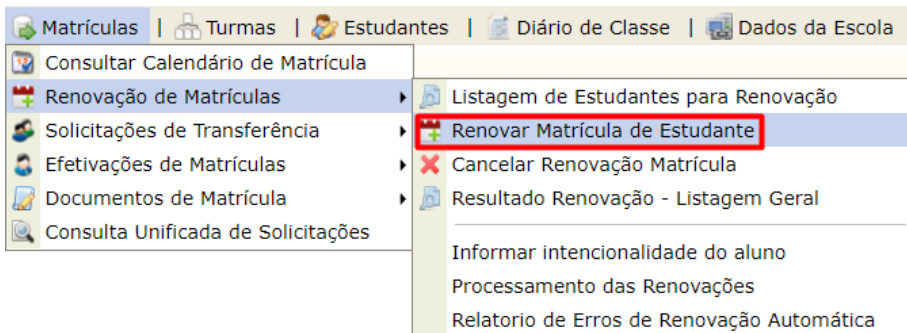 Matrículas | Turmas | Estudantes | Diário de Classe | Dados da Escola
Consultar Calendário de Matrícula
Renovação de Matrículas
Solicitações de Transferência
Efetivações de Matrículas
Documentos de Matrícula
Consulta Unificada de Solicitações
Listagem de Estudantes para Renovação
Renovar Matrícula de Estudante
Cancelar Renovação Matrícula
Resultado Renovação - Listagem Geral
Informar intencionalidade do aluno
Processamento das Renovações
Relatorio de Erros de Renovação Automática